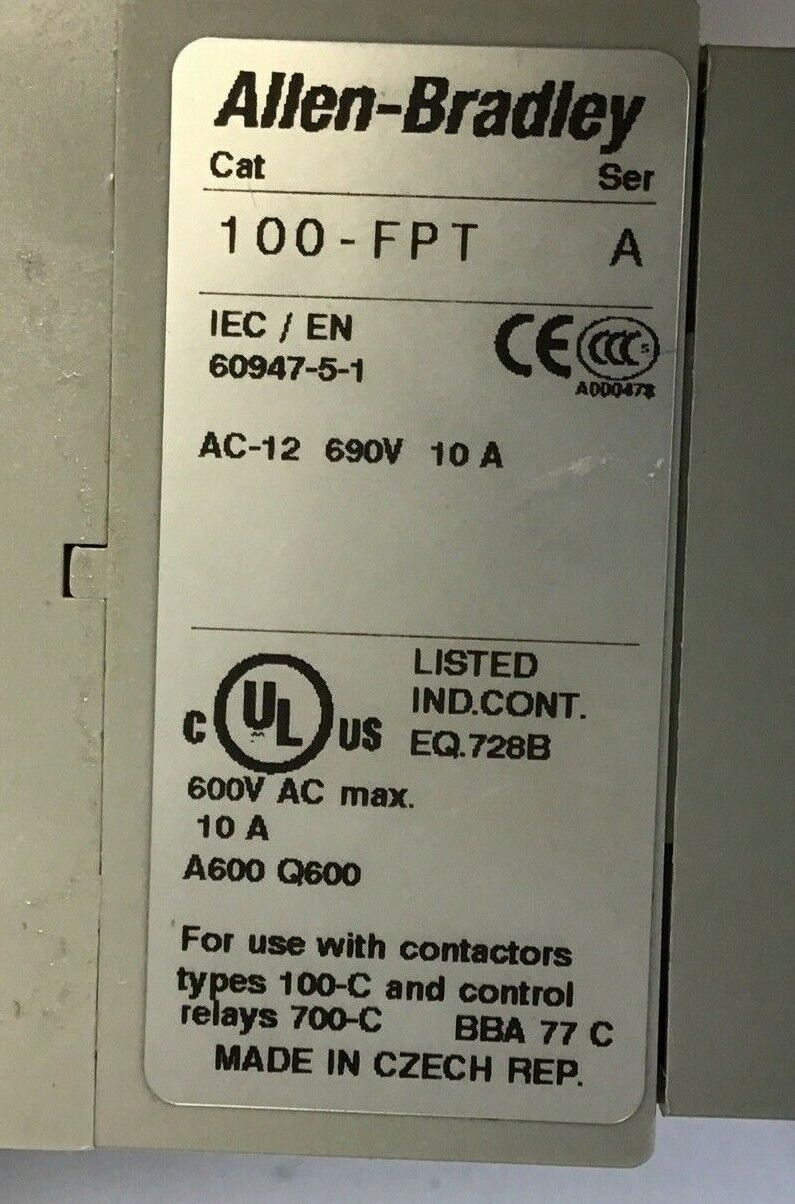 Allen-Bradley
Cat Ser
100-FPT A
IEC / EN
60947-5-1
CE CCC S
A000478
AC-12 690V 10 A
LISTED
IND.CONT.
C UL US EQ.728B
600V AC max.
10 A
A600 Q600
For use with contactors
types 100-C and control
relays 700-C BBA 77 C
MADE IN CZECH REP.